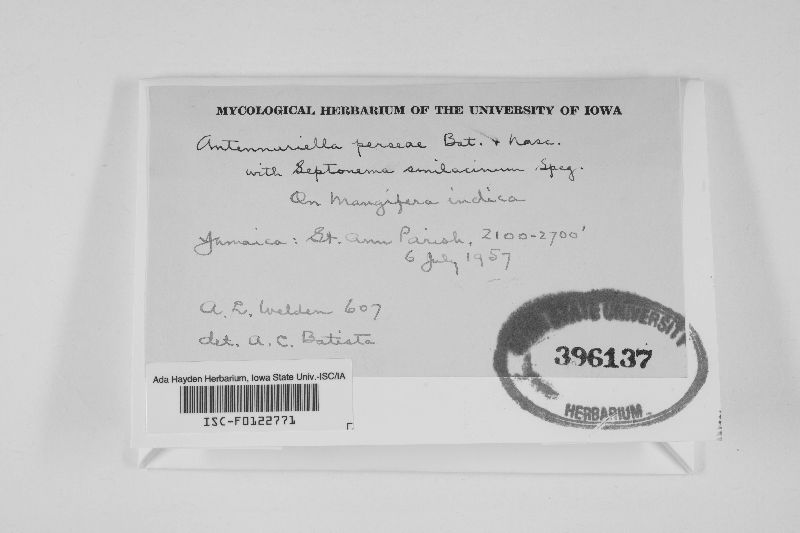 MYCOLOGICAL HERBARIUM OF THE UNIVERSITY OF IOWA
Antennuriella perseae Bat. & Nasc.
with Septonema smilacinum Speg.
On Mangifera indica
Jamaica: St. Ann Parish, 2100-2700'
6 July 1957
A. L. Welden 607
det. A. C. Batista
STATE UNIVERSITY
396137
HERBARIUM
Ada Hayden Herbarium, Iowa State Univ.-ISC/IA
ISC-F0122771